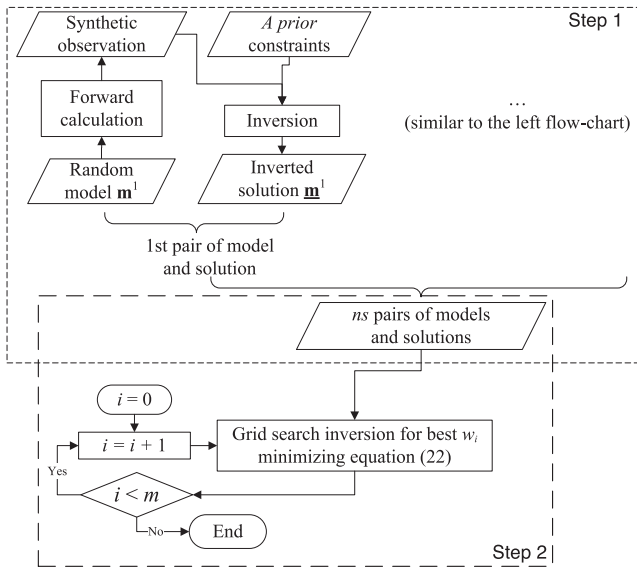 Step 1
Synthetic
observation
A prior
constraints
Forward
calculation
Inversion
...
(similar to the left flow-chart)
Random
model m¹
Inverted
solution m¹
1st pair of model
and solution
ns pairs of models
and solutions
i = 0
i = i + 1
Grid search inversion for best wᵢ
minimizing equation (22)
Yes
i < m
No
End
Step 2